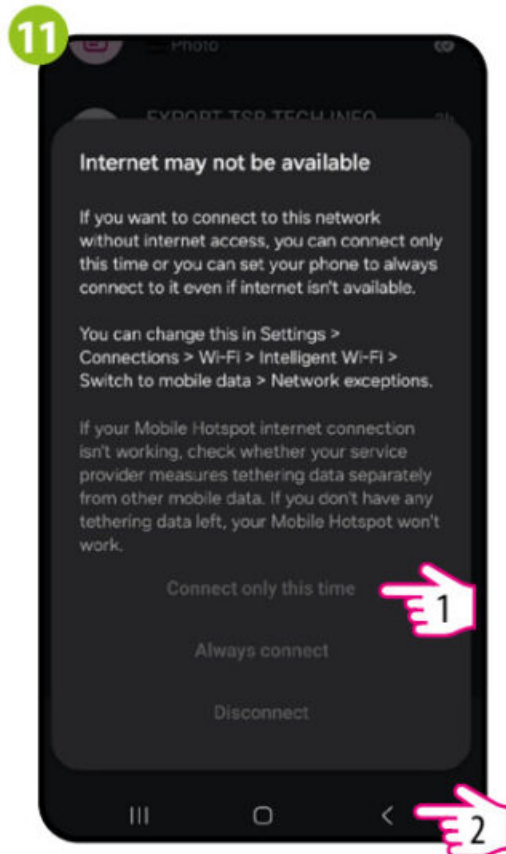 11
Photo
EXPORT TSB TECH INFO
Internet may not be available
If you want to connect to this network
without internet access, you can connect only
this time or you can set your phone to always
connect to it even if internet isn't available.
You can change this in Settings >
Connections > Wi-Fi > Intelligent Wi-Fi >
Switch to mobile data > Network exceptions.
If your Mobile Hotspot internet connection
isn't working, check whether your service
provider measures tethering data separately
from other mobile data. If you don't have any
tethering data left, your Mobile Hotspot won't
work.
Connect only this time
1
Always connect
Disconnect
2